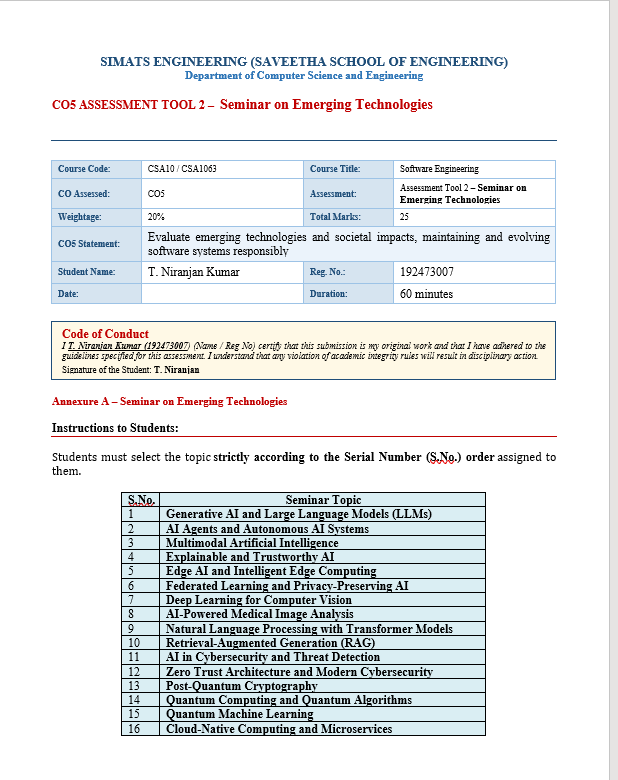 SIMATS ENGINEERING (SAVEETHA SCHOOL OF ENGINEERING)
Department of Computer Science and Engineering
CO5 ASSESSMENT TOOL 2 – Seminar on Emerging Technologies
Course Code: CSA10 / CSA1063 Course Title: Software Engineering
CO Assessed: CO5 Assessment: Assessment Tool 2 – Seminar on
Emerging Technologies
Weightage: 20% Total Marks: 25
CO5 Statement: Evaluate emerging technologies and societal impacts, maintaining and evolving
software systems responsibly
Student Name: T. Niranjan Kumar Reg. No.: 192473007
Date: Duration: 60 minutes
Code of Conduct
I T. Niranjan Kumar (192473007) (Name / Reg No) certify that this submission is my original work and that I have adhered to the
guidelines specified for this assessment. I understand that any violation of academic integrity rules will result in disciplinary action.
Signature of the Student: T. Niranjan
Annexure A – Seminar on Emerging Technologies
Instructions to Students:
Students must select the topic strictly according to the Serial Number (S.No.) order assigned to
them.
S.No. Seminar Topic
1 Generative AI and Large Language Models (LLMs)
2 AI Agents and Autonomous AI Systems
3 Multimodal Artificial Intelligence
4 Explainable and Trustworthy AI
5 Edge AI and Intelligent Edge Computing
6 Federated Learning and Privacy-Preserving AI
7 Deep Learning for Computer Vision
8 AI-Powered Medical Image Analysis
9 Natural Language Processing with Transformer Models
10 Retrieval-Augmented Generation (RAG)
11 AI in Cybersecurity and Threat Detection
12 Zero Trust Architecture and Modern Cybersecurity
13 Post-Quantum Cryptography
14 Quantum Computing and Quantum Algorithms
15 Quantum Machine Learning
16 Cloud-Native Computing and Microservices